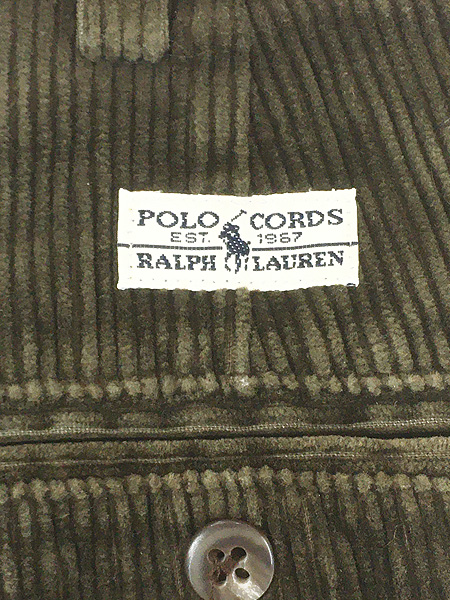 POLO CORDS
EST. 1967
RALPH LAUREN